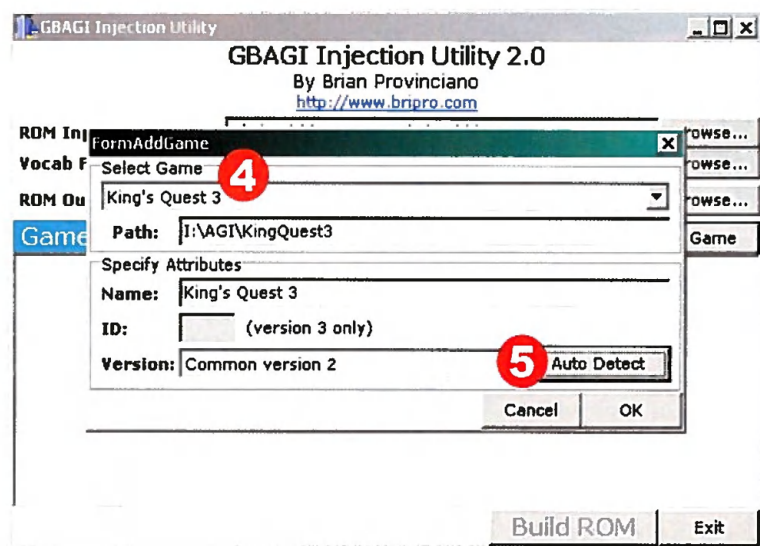 GBAGI Injection Utility
GBAGI Injection Utility 2.0
By Brian Provinciano
http://www.bripro.com
ROM Inp
rowse...
FormAddGame
Vocab F
rowse...
Select Game
4
King's Quest 3
ROM Ou
rowse...
Path: I:\AGI\KingQuest3
Game
Game
Specify Attributes
Name: King's Quest 3
ID: (version 3 only)
Version: Common version 2
5
Auto Detect
Cancel OK
Build ROM Exit